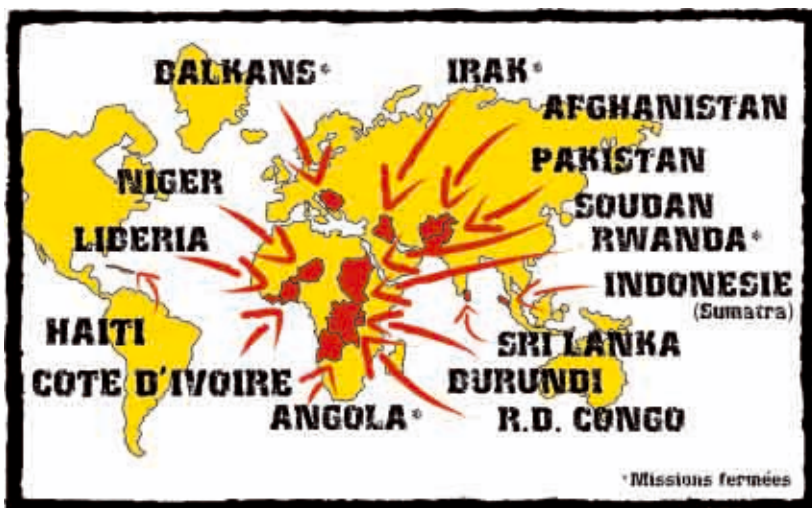 BALKANS*
IRAK*
AFGHANISTAN
PAKISTAN
NIGER
SOUDAN
LIBERIA
RWANDA*
INDONESIE
(Sumatra)
HAITI
SRI LANKA
COTE D'IVOIRE
BURUNDI
ANGOLA*
R.D. CONGO
*Missions fermées